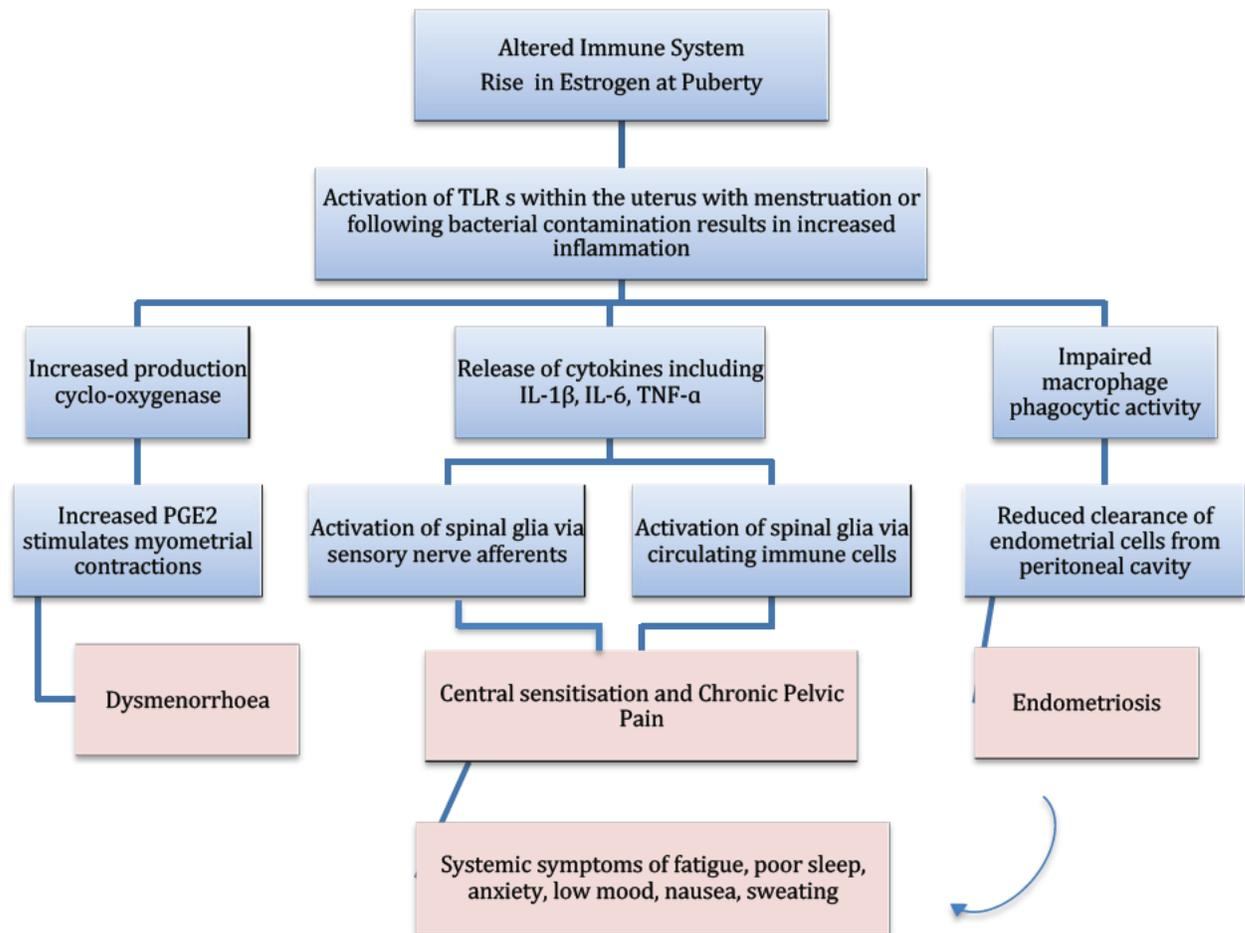 Altered Immune System
Rise in Estrogen at Puberty
Activation of TLR s within the uterus with menstruation or
following bacterial contamination results in increased
inflammation
Increased production
cyclo-oxygenase
Release of cytokines including
IL-1β, IL-6, TNF-α
Impaired
macrophage
phagocytic activity
Increased PGE2
stimulates myometrial
contractions
Activation of spinal glia via
sensory nerve afferents
Activation of spinal glia via
circulating immune cells
Reduced clearance of
endometrial cells from
peritoneal cavity
Dysmenorrhoea
Central sensitisation and Chronic Pelvic
Pain
Endometriosis
Systemic symptoms of fatigue, poor sleep,
anxiety, low mood, nausea, sweating